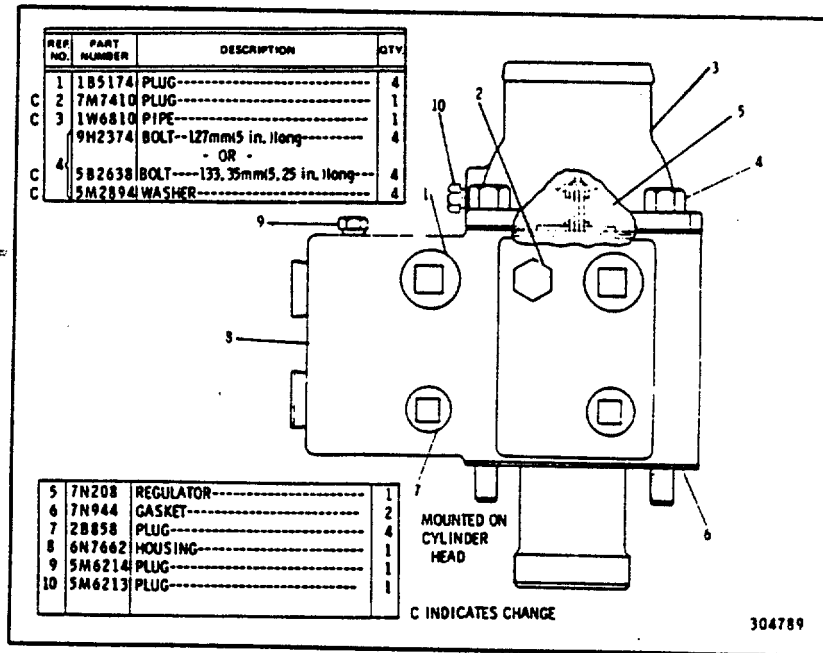 REF. NO. PART NUMBER DESCRIPTION QTY
1 1B5174 PLUG 4
C 2 7M7410 PLUG 1
C 3 1W6810 PIPE 1
4 9H2374 BOLT--127mm(5 in. )long 4
- OR -
C 5B2638 BOLT---133.35mm(5.25 in. )long 4
C 5M2894 WASHER 4
10
2
3
5
1
4
9
8
7
6
MOUNTED ON
CYLINDER
HEAD
5 7N208 REGULATOR 1
6 7N944 GASKET 2
7 2B858 PLUG 4
8 6N7662 HOUSING 1
9 5M6214 PLUG 1
10 5M6213 PLUG 1
C INDICATES CHANGE
304789